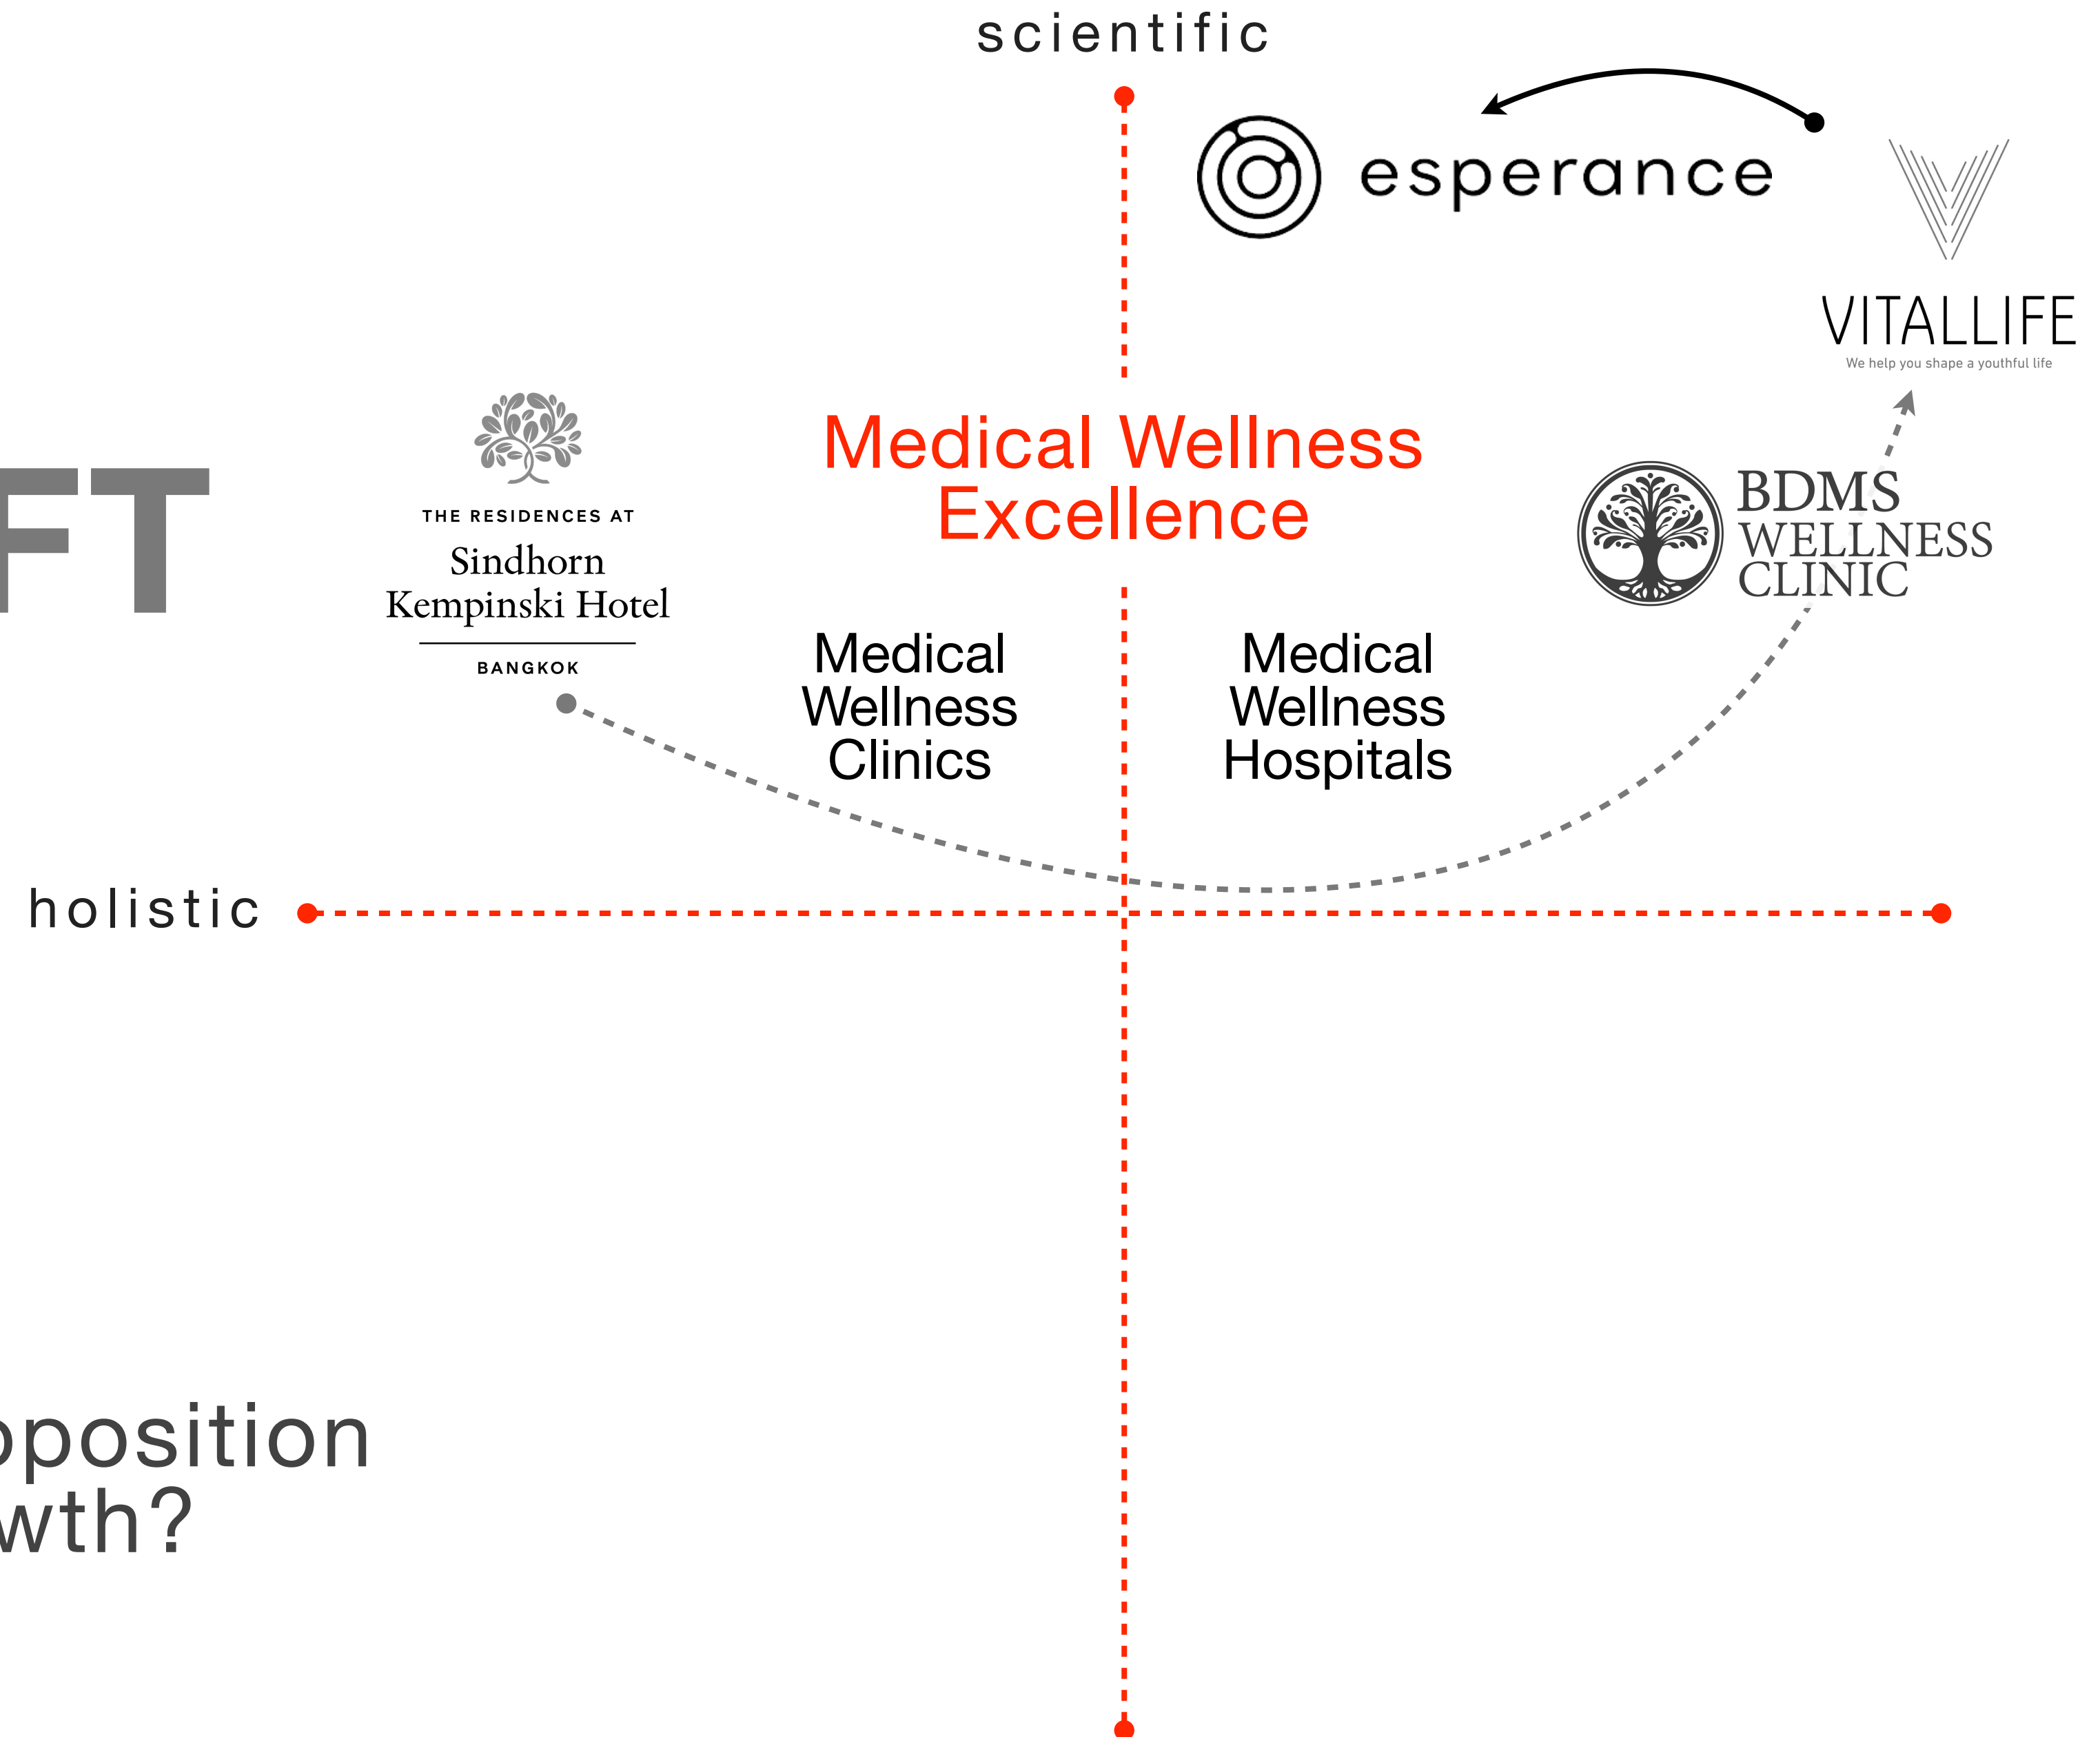 scientific
esperance
VITALLIFE
We help you shape a youthful life
Medical Wellness
Excellence
FT
THE RESIDENCES AT
Sindhorn
Kempinski Hotel
BANGKOK
BDMS
WELLNESS
CLINIC
Medical
Wellness
Clinics
Medical
Wellness
Hospitals
holistic
position
wth?